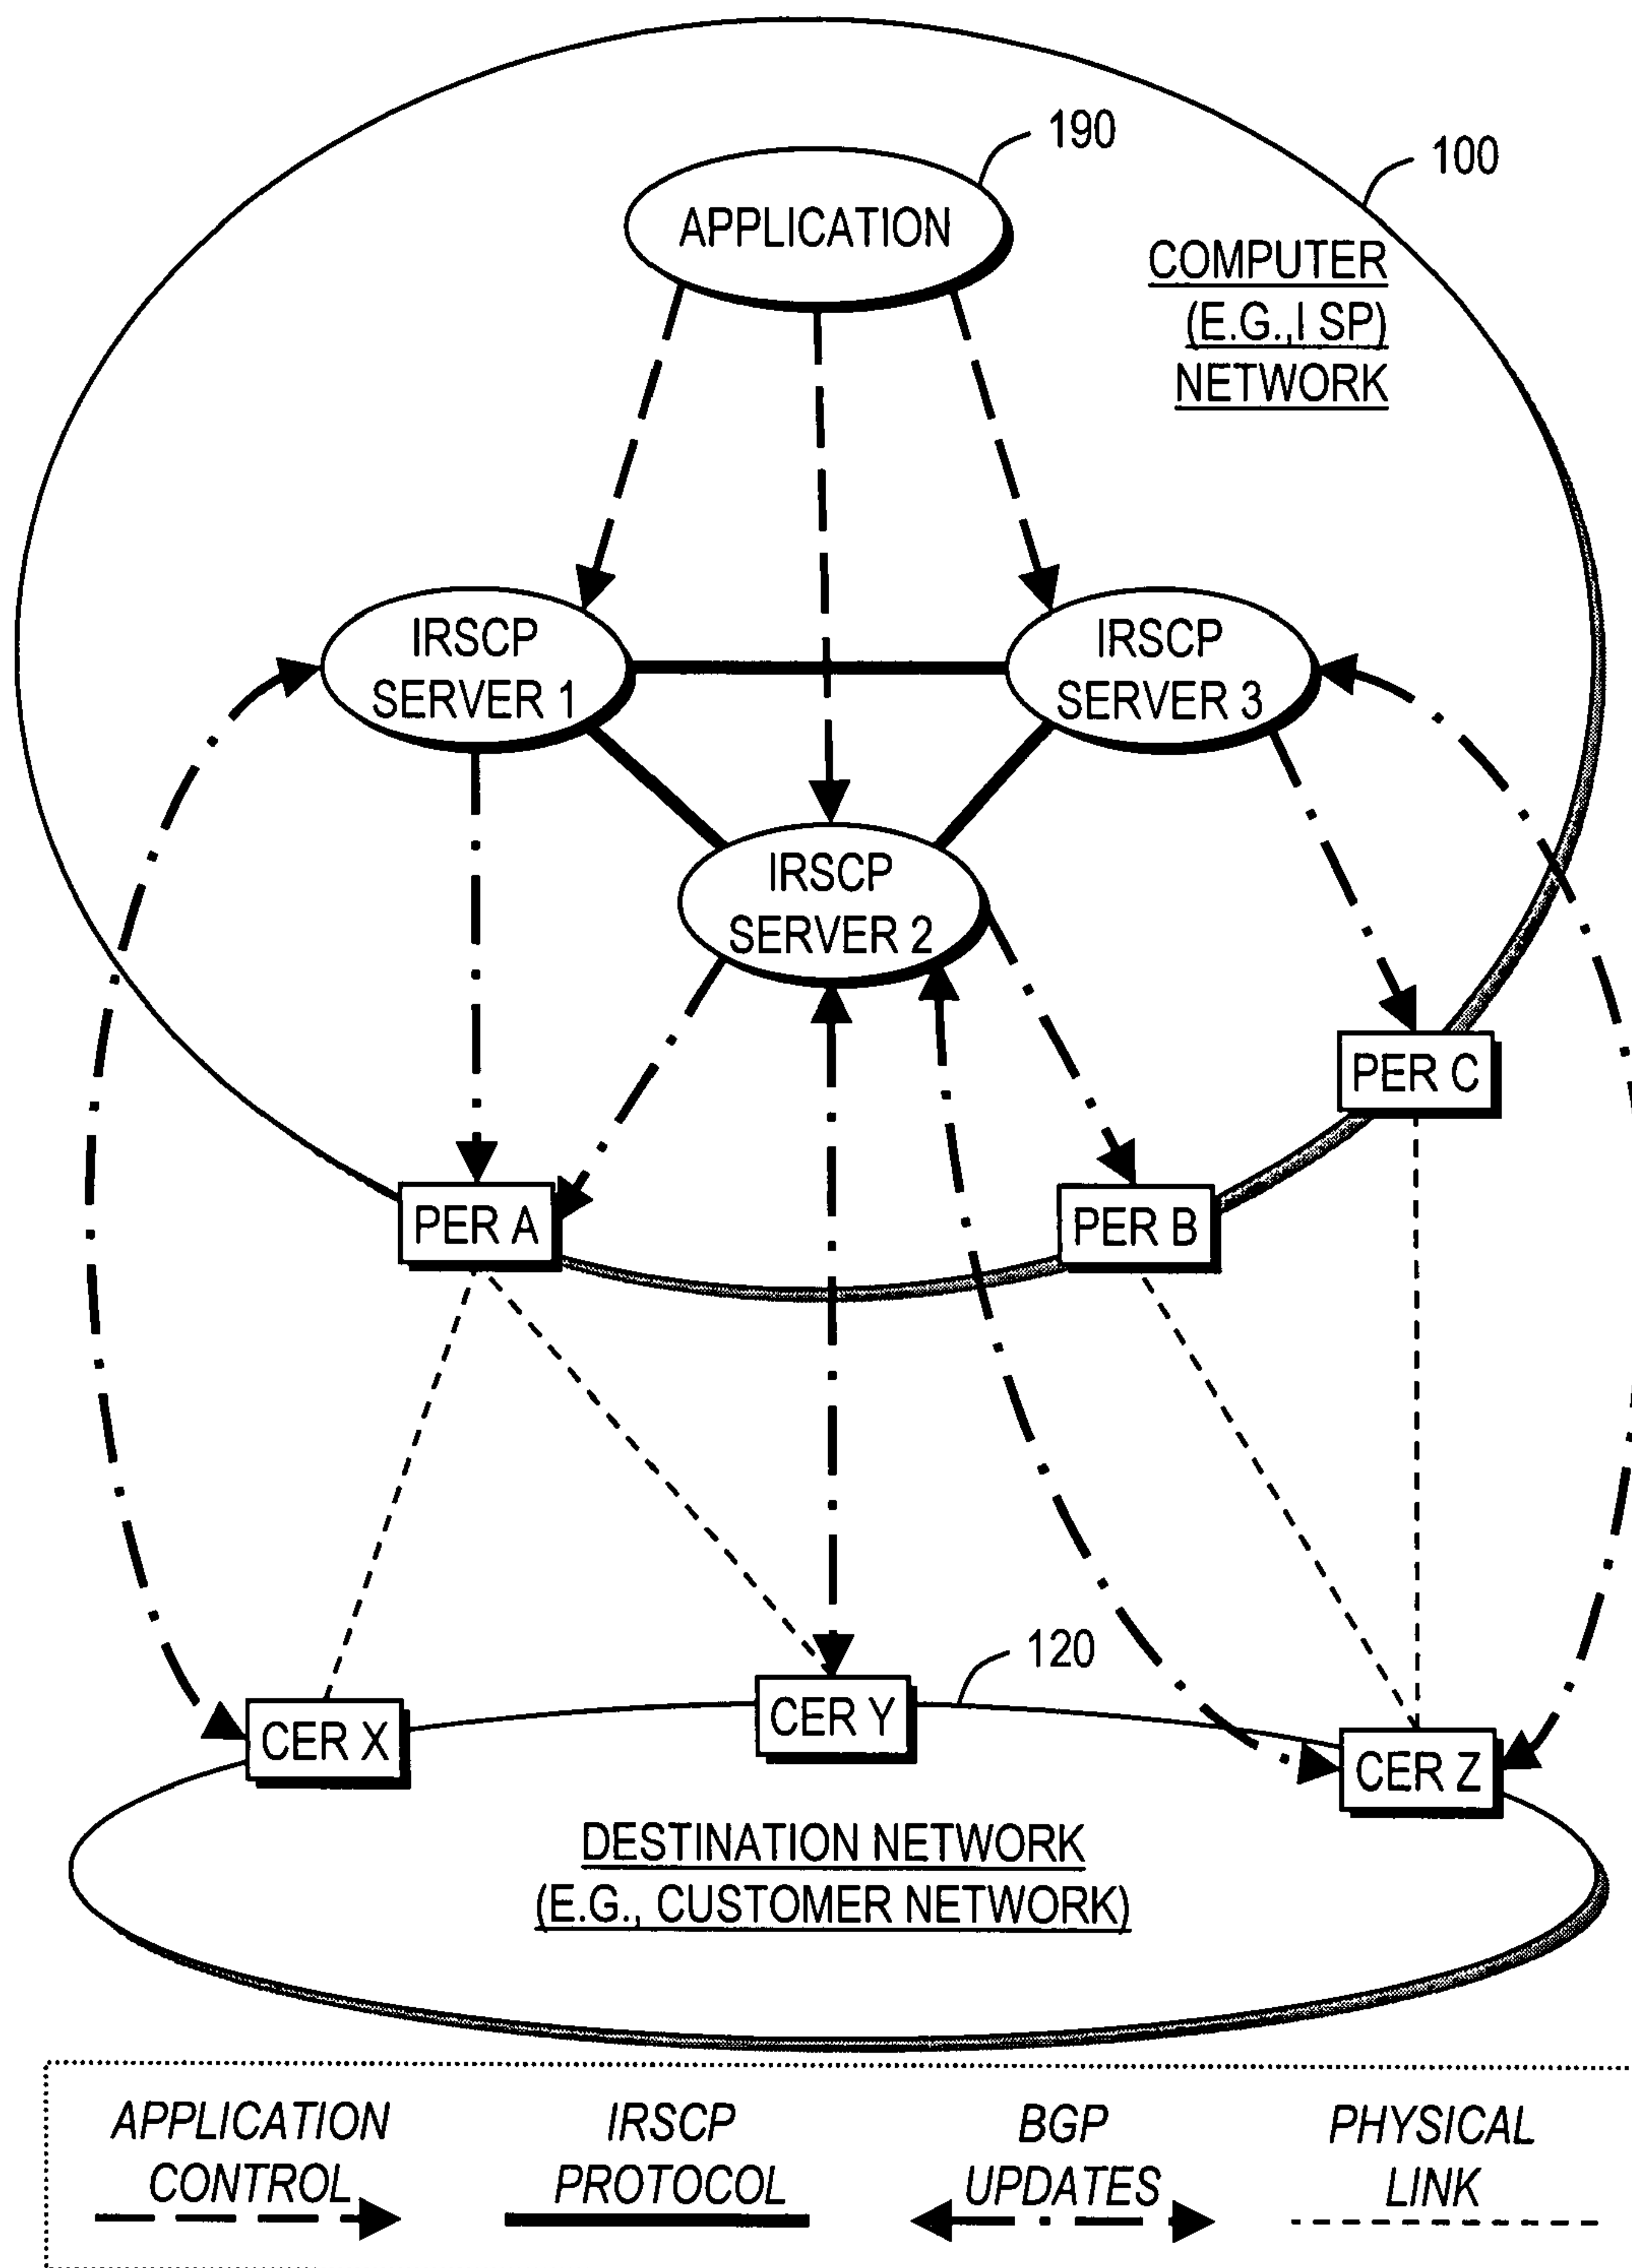 190
100
APPLICATION
COMPUTER
(E.G.,I SP)
NETWORK
IRSCP
SERVER 1
IRSCP
SERVER 3
IRSCP
SERVER 2
PER C
PER A
PER B
120
CER X
CER Y
CER Z
DESTINATION NETWORK
(E.G., CUSTOMER NETWORK)
APPLICATION
CONTROL
IRSCP
PROTOCOL
BGP
UPDATES
PHYSICAL
LINK